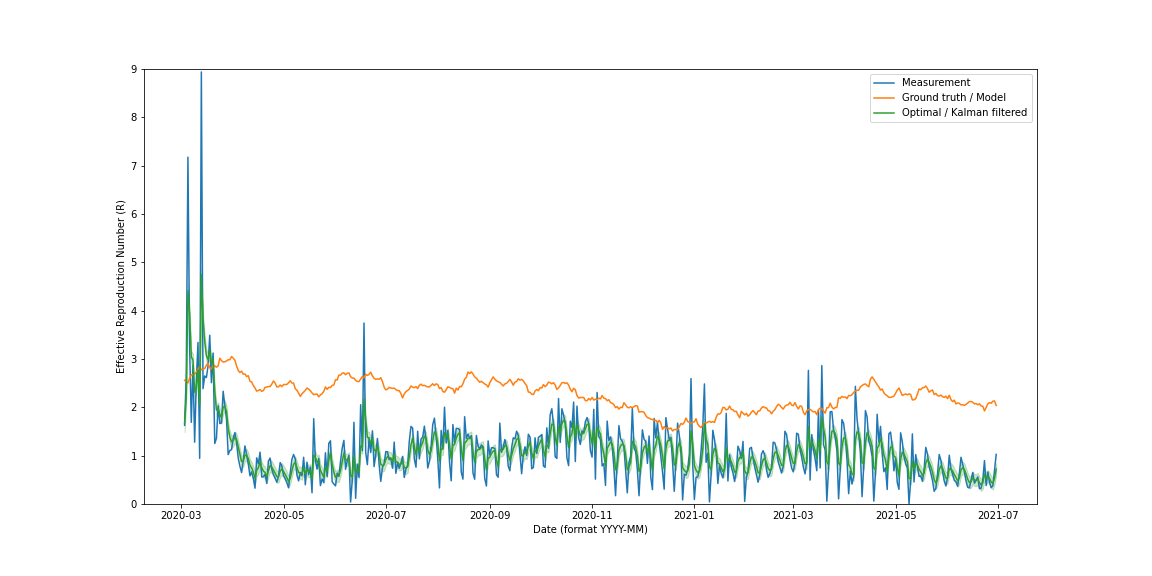 9
8
7
6
5
4
3
2
1
0
Effective Reproduction Number (R)
Measurement
Ground truth / Model
Optimal / Kalman filtered
2020-03 2020-05 2020-07 2020-09 2020-11 2021-01 2021-03 2021-05 2021-07
Date (format YYYY-MM)